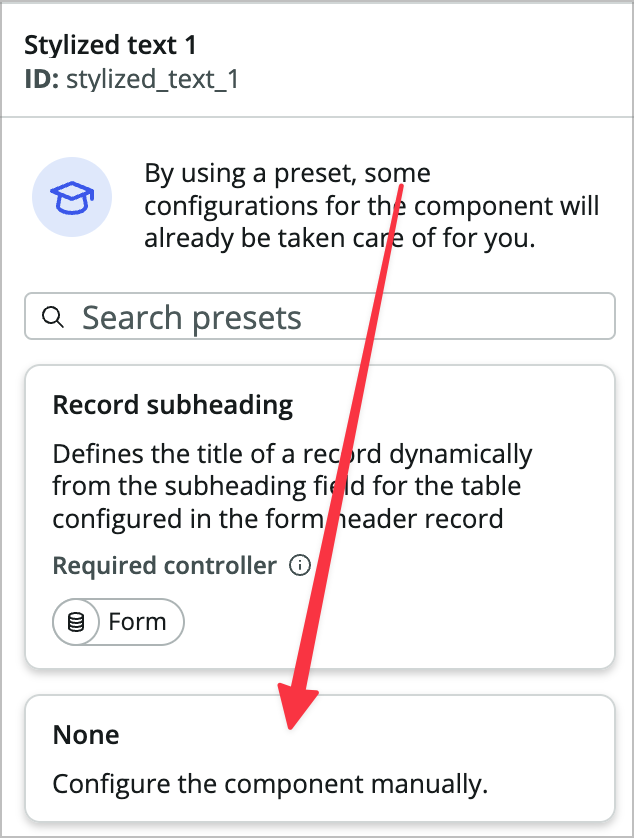 Stylized text 1
ID: stylized_text_1
By using a preset, some
configurations for the component will
already be taken care of for you.
Search presets
Record subheading
Defines the title of a record dynamically
from the subheading field for the table
configured in the form header record
Required controller
Form
None
Configure the component manually.